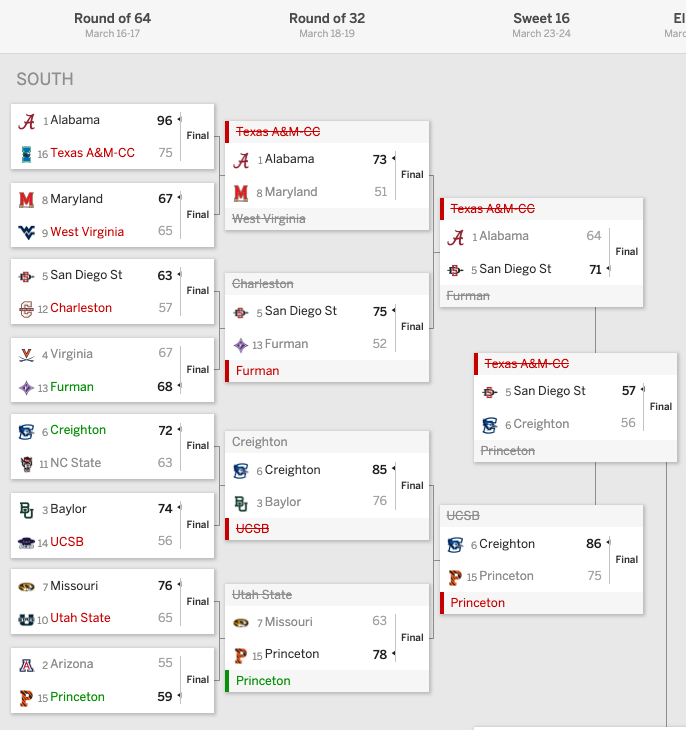 Round of 64
March 16-17
Round of 32
March 18-19
Sweet 16
March 23-24
El
Marc
SOUTH
1 Alabama 96
Final
16 Texas A&M-CC 75
8 Maryland 67
Final
9 West Virginia 65
5 San Diego St 63
Final
12 Charleston 57
4 Virginia 67
Final
13 Furman 68
6 Creighton 72
Final
11 NC State 63
3 Baylor 74
Final
14 UCSB 56
7 Missouri 76
Final
10 Utah State 65
2 Arizona 55
Final
15 Princeton 59
Texas A&M-CC
1 Alabama 73
Final
8 Maryland 51
West Virginia
Charleston
5 San Diego St 75
Final
13 Furman 52
Furman
Creighton
6 Creighton 85
Final
3 Baylor 76
UCSB
Utah State
7 Missouri 63
Final
15 Princeton 78
Princeton
Texas A&M-CC
1 Alabama 64
Final
5 San Diego St 71
Furman
UCSB
6 Creighton 86
Final
15 Princeton 75
Princeton
Texas A&M-CC
5 San Diego St 57
Final
6 Creighton 56
Princeton